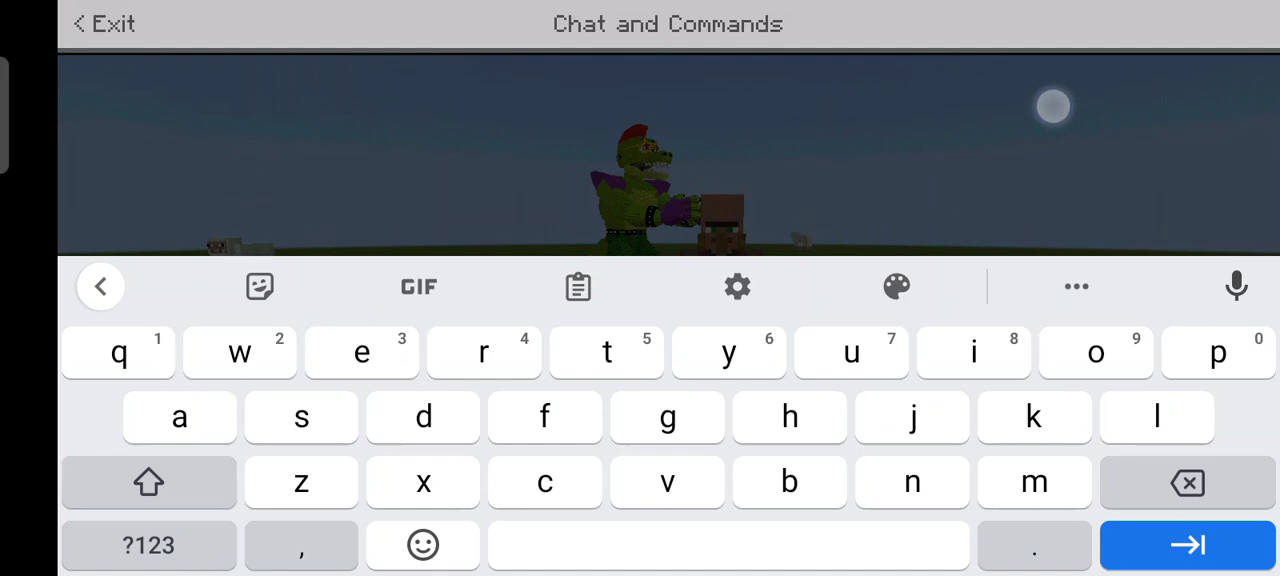 < Exit
Chat and Commands
GIF
q 1 w 2 e 3 r 4 t 5 y 6 u 7 i 8 o 9 p 0
a s d f g h j k l
z x c v b n m
?123 , .